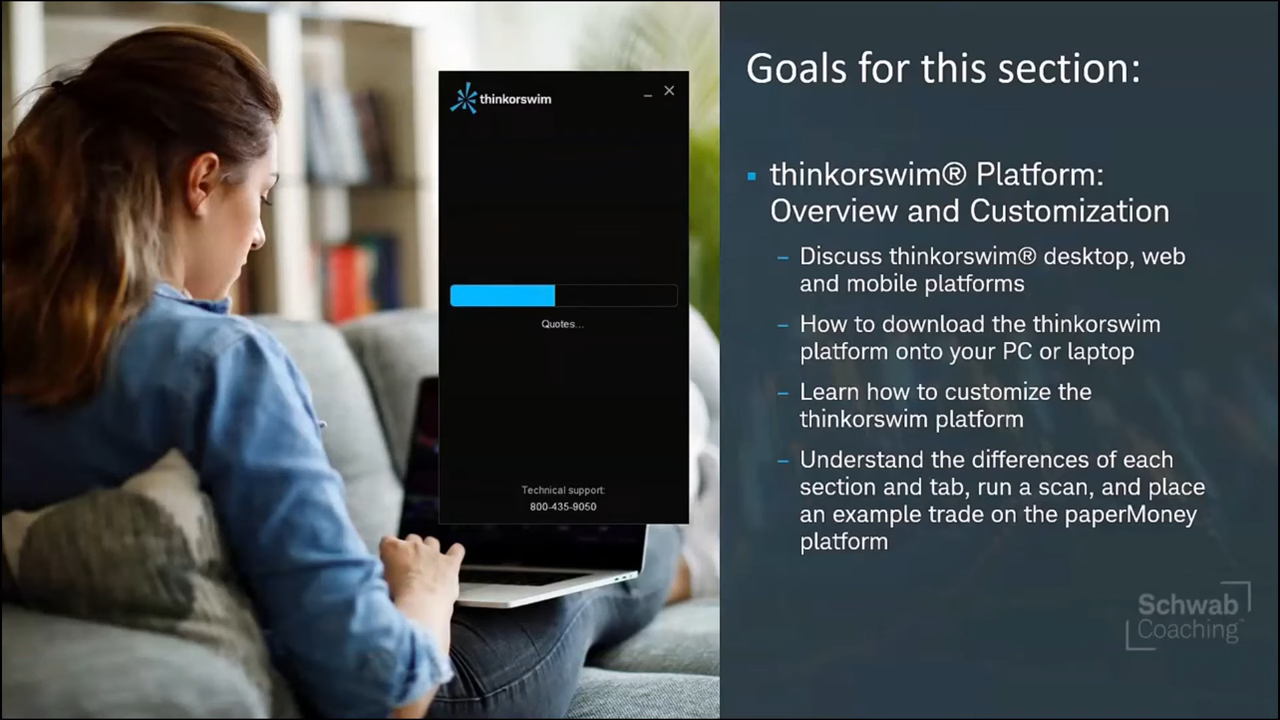 thinkorswim
Quotes...
Technical support:
800-435-9050
Goals for this section:
▪ thinkorswim® Platform:
Overview and Customization
– Discuss thinkorswim® desktop, web
and mobile platforms
– How to download the thinkorswim
platform onto your PC or laptop
– Learn how to customize the
thinkorswim platform
– Understand the differences of each
section and tab, run a scan, and place
an example trade on the paperMoney
platform
Schwab
Coaching™